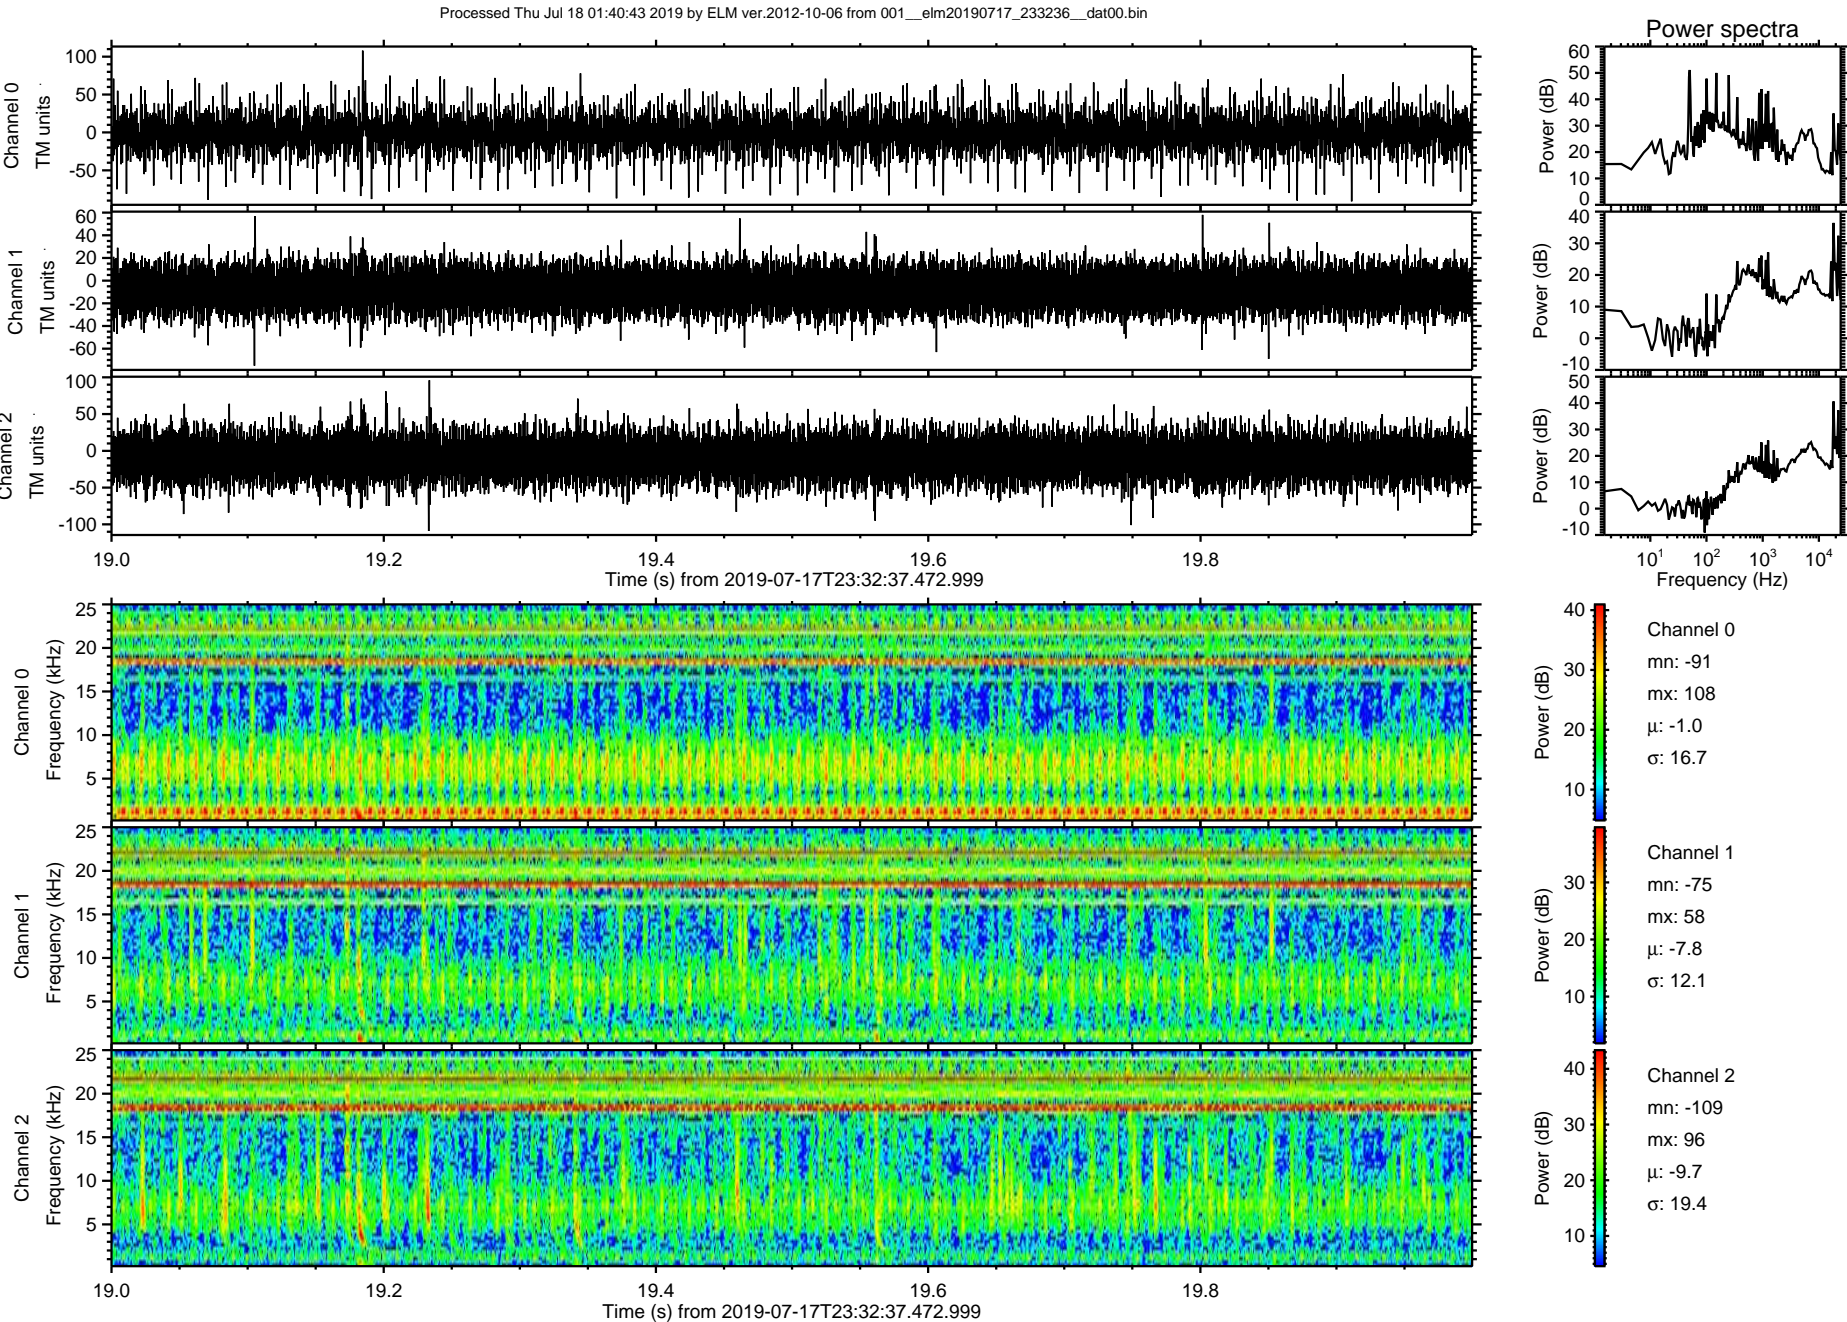 Processed Thu Jul 18 01:40:43 2019 by ELM ver.2012-10-06 from 001__elm20190717_233236__dat00.bin
Power spectra
Channel 0
TM units
100
50
0
-50
Power (dB)
60
50
40
30
20
10
0
Channel 1
TM units
60
40
20
0
-20
-40
-60
Power (dB)
40
30
20
10
0
-10
Channel 2
TM units
100
50
0
-50
-100
Power (dB)
50
40
30
20
10
0
-10
19.0 19.2 19.4 19.6 19.8
Time (s) from 2019-07-17T23:32:37.472.999
10^1 10^2 10^3 10^4
Frequency (Hz)
Channel 0
Frequency (kHz)
25
20
15
10
5
Power (dB)
40
30
20
10
Channel 0
mn: -91
mx: 108
µ: -1.0
σ: 16.7
Channel 1
Frequency (kHz)
25
20
15
10
5
Power (dB)
30
20
10
Channel 1
mn: -75
mx: 58
µ: -7.8
σ: 12.1
Channel 2
Frequency (kHz)
25
20
15
10
5
Power (dB)
40
30
20
10
Channel 2
mn: -109
mx: 96
µ: -9.7
σ: 19.4
19.0 19.2 19.4 19.6 19.8
Time (s) from 2019-07-17T23:32:37.472.999